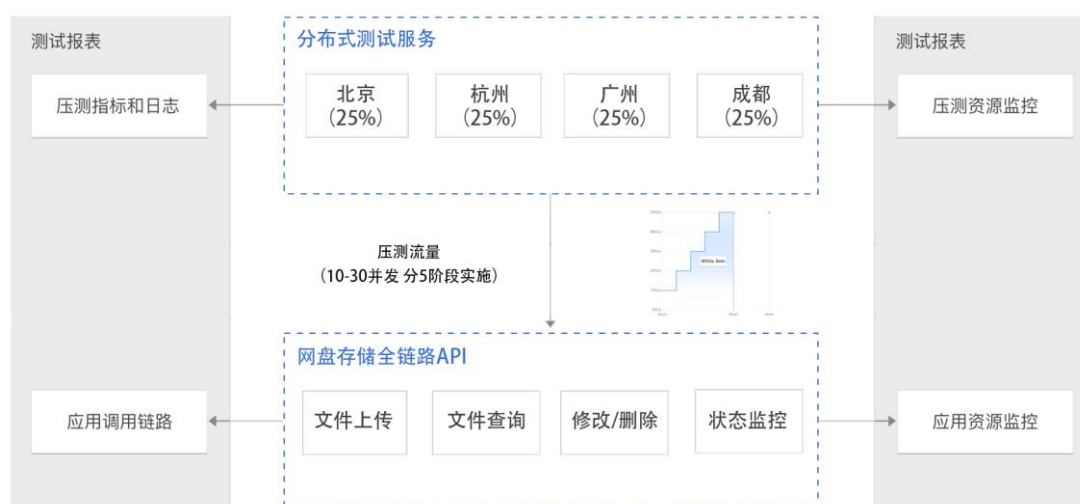 测试报表
分布式测试服务
测试报表
压测指标和日志
北京
(25%)
杭州
(25%)
广州
(25%)
成都
(25%)
压测资源监控
压测流量
（10-30并发 分5阶段实施）
网盘存储全链路API
应用调用链路
文件上传
文件查询
修改/删除
状态监控
应用资源监控